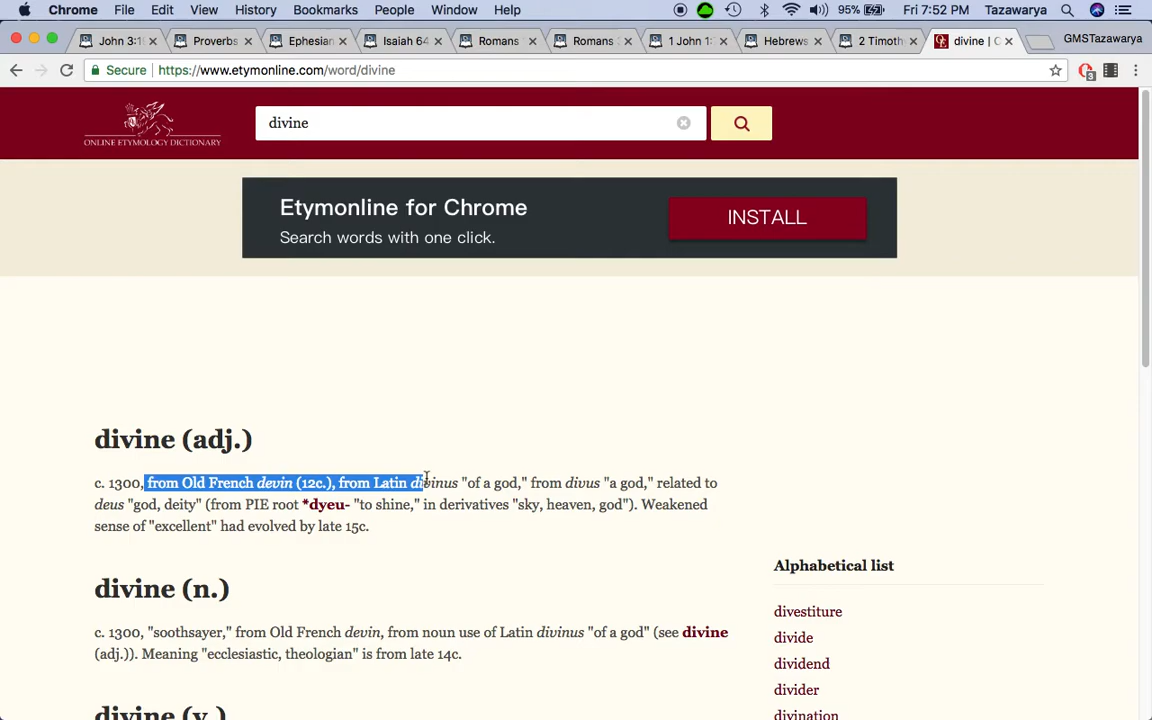 Chrome File Edit View History Bookmarks People Window Help 95% Fri 7:52 PM Tazawarya
John 3:1 Proverbs Ephesian Isaiah 64 Romans Romans 1 John 1: Hebrews 2 Timoth divine | GMSTazawarya
Secure https://www.etymonline.com/word/divine 3
ONLINE ETYMOLOGY DICTIONARY
divine
Etymonline for Chrome
Search words with one click.
INSTALL
divine (adj.)
c. 1300, from Old French devin (12c.), from Latin divinus "of a god," from divus "a god," related to
deus "god, deity" (from PIE root *dyeu- "to shine," in derivatives "sky, heaven, god"). Weakened
sense of "excellent" had evolved by late 15c.
divine (n.)
c. 1300, "soothsayer," from Old French devin, from noun use of Latin divinus "of a god" (see divine
(adj.)). Meaning "ecclesiastic, theologian" is from late 14c.
divine (v.)
Alphabetical list
divestiture
divide
dividend
divider
divination